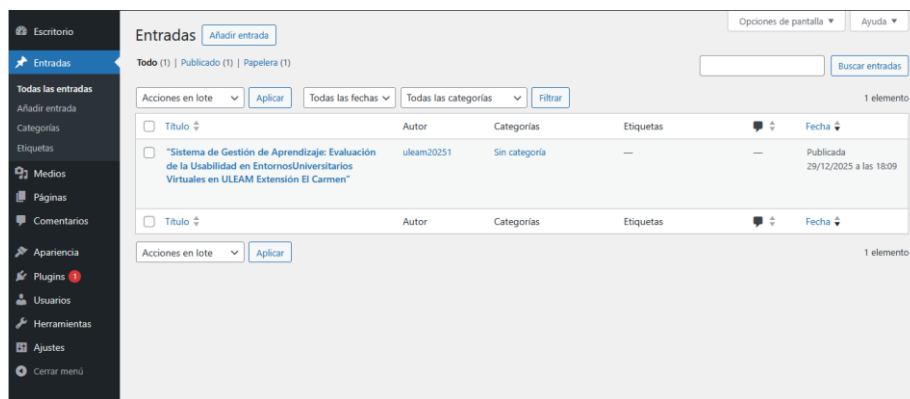 Opciones de pantalla ▼ Ayuda ▼
Escritorio
Entradas
Todas las entradas
Añadir entrada
Categorías
Etiquetas
Medios
Páginas
Comentarios
Apariencia
Plugins 1
Usuarios
Herramientas
Ajustes
Cerrar menú
Entradas Añadir entrada
Todo (1) | Publicado (1) | Papelera (1)
Buscar entradas
Acciones en lote Aplicar Todas las fechas Todas las categorías Filtrar 1 elemento
Título Autor Categorías Etiquetas Fecha
"Sistema de Gestión de Aprendizaje: Evaluación uleam20251 Sin categoría — — Publicada
de la Usabilidad en EntornosUniversitarios 29/12/2025 a las 18:09
Virtuales en ULEAM Extensión El Carmen"
Título Autor Categorías Etiquetas Fecha
Acciones en lote Aplicar 1 elemento